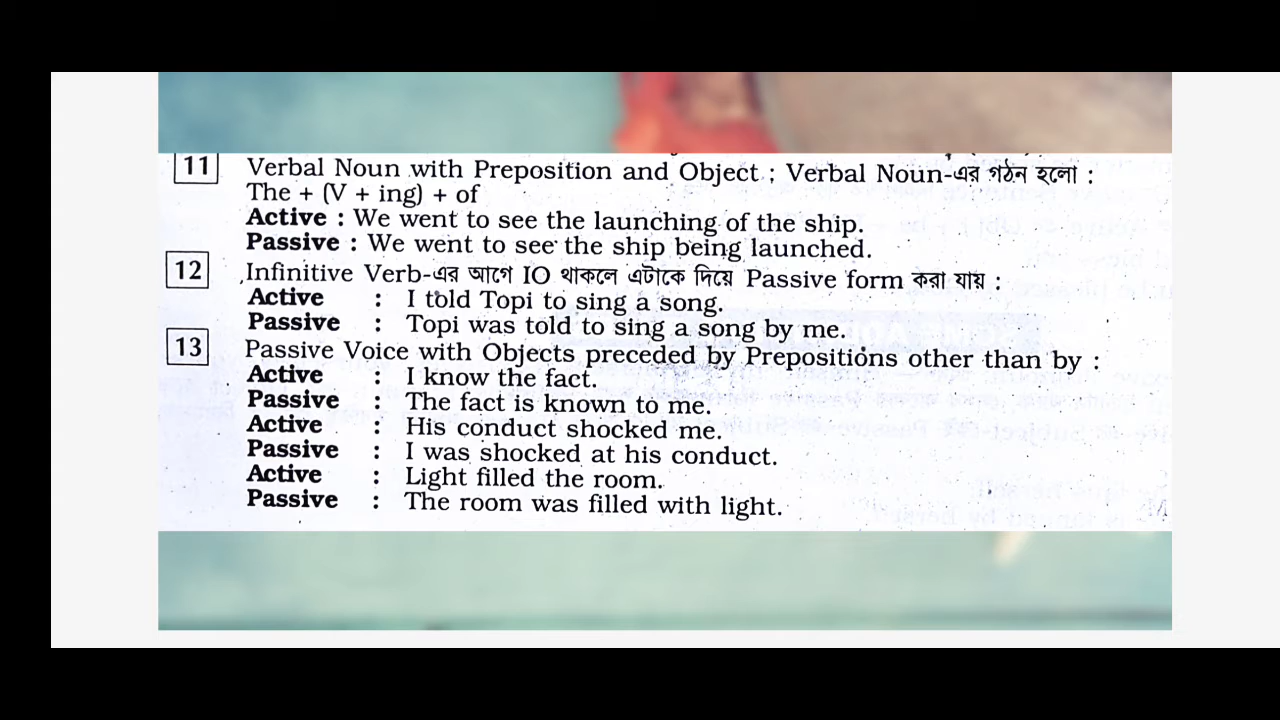 11 Verbal Noun with Preposition and Object ; Verbal Noun-এর গঠন হলো :
The + (V + ing) + of
Active : We went to see the launching of the ship.
Passive : We went to see the ship being launched.
12 Infinitive Verb-এর আগে IO থাকলে এটাকে দিয়ে Passive form করা যায় :
Active : I told Topi to sing a song.
Passive : Topi was told to sing a song by me.
13 Passive Voice with Objects preceded by Prepositions other than by :
Active : I know the fact.
Passive : The fact is known to me.
Active : His conduct shocked me.
Passive : I was shocked at his conduct.
Active : Light filled the room.
Passive : The room was filled with light.